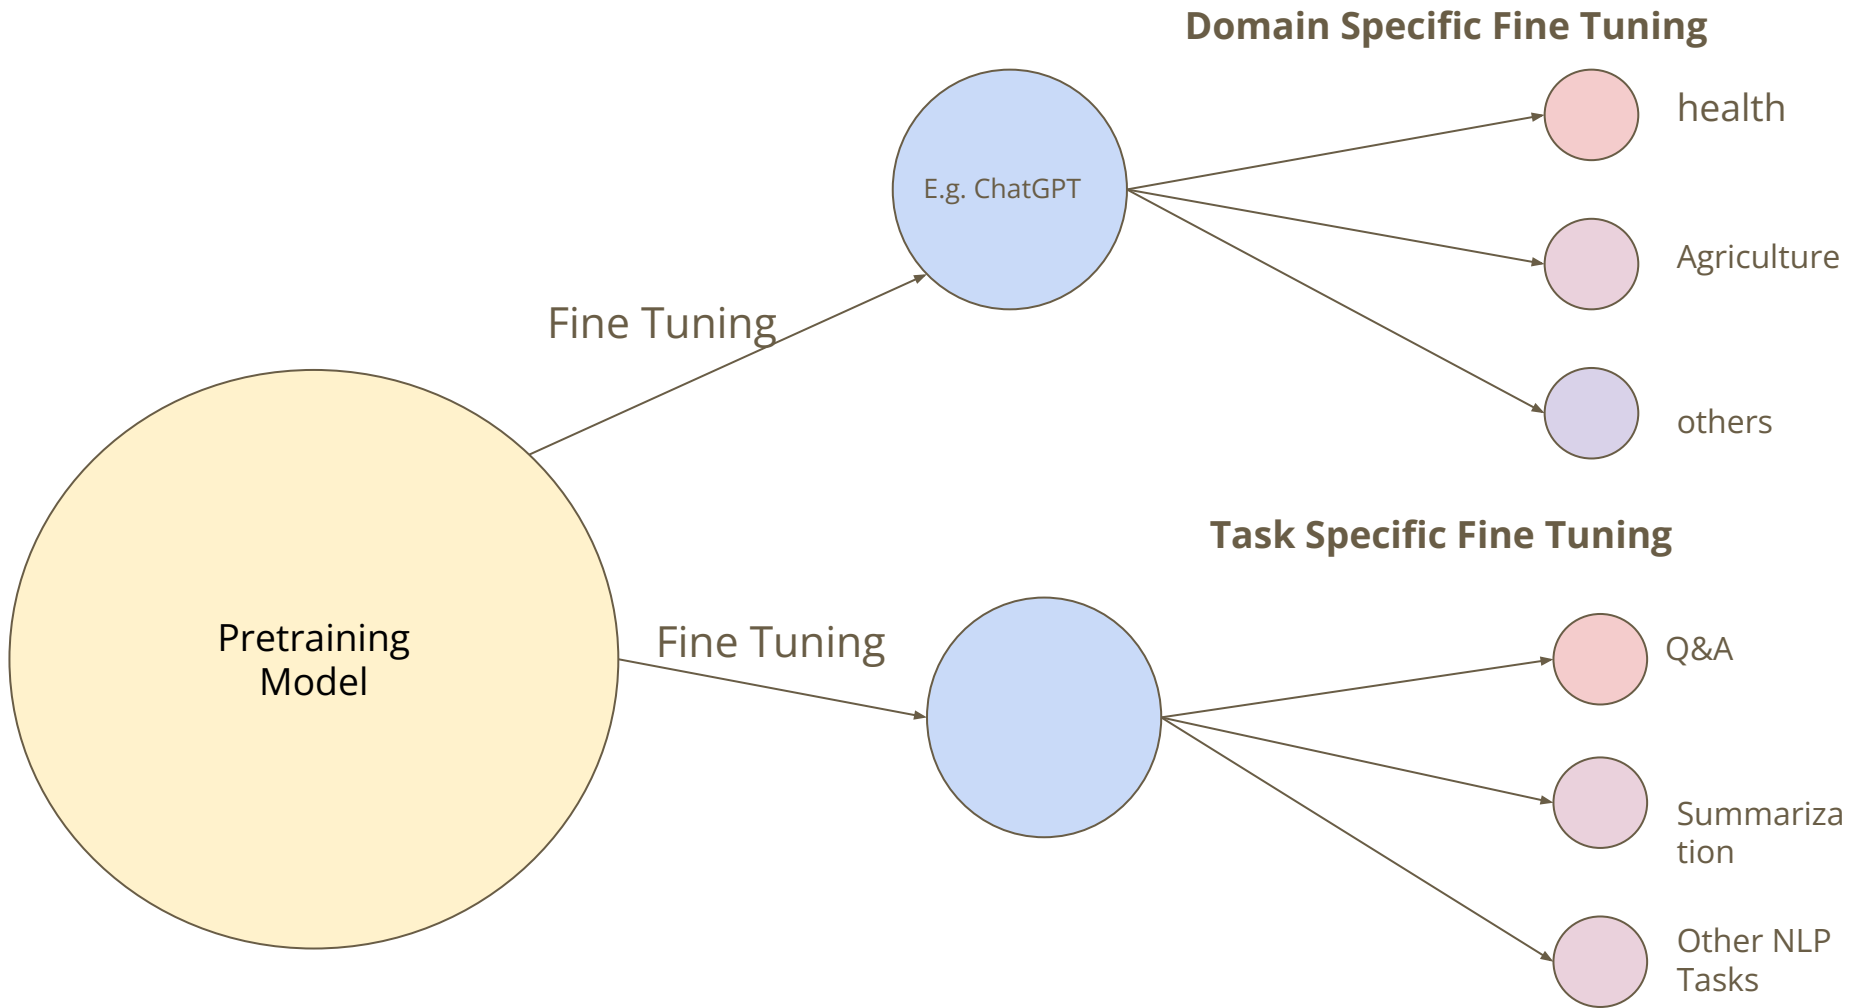 Domain Specific Fine Tuning
health
E.g. ChatGPT
Agriculture
Fine Tuning
others
Task Specific Fine Tuning
Pretraining
Model
Fine Tuning
Q&A
Summariza
tion
Other NLP
Tasks